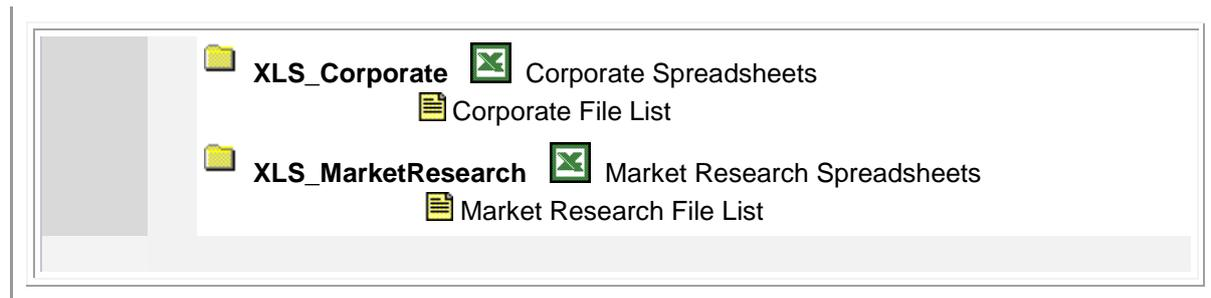 XLS_Corporate Corporate Spreadsheets
Corporate File List
XLS_MarketResearch Market Research Spreadsheets
Market Research File List